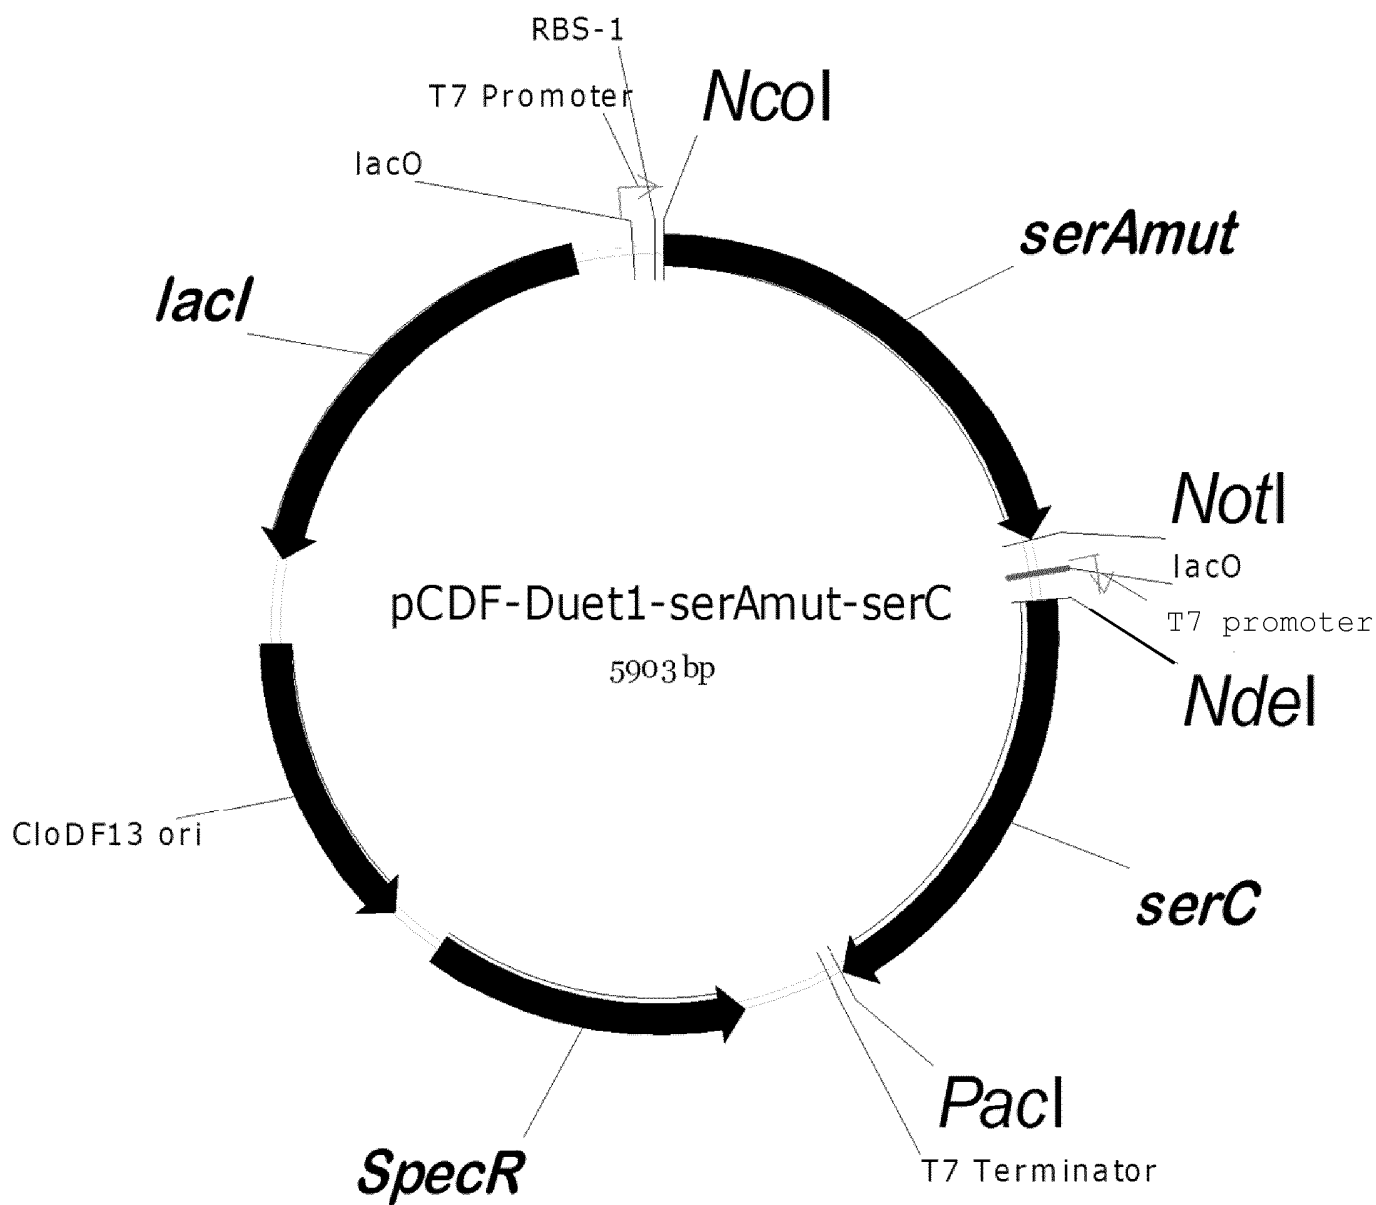 RBS-1
T7 Promoter
NcoI
lacO
serAmut
lacI
NotI
lacO
pCDF-Duet1-serAmut-serC
T7 promoter
5903 bp
NdeI
CloDF13 ori
serC
PacI
SpecR
T7 Terminator